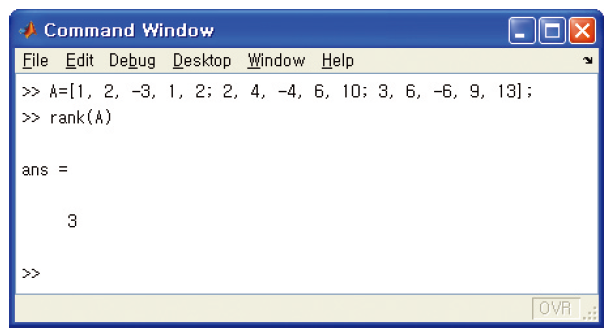 Command Window
File Edit Debug Desktop Window Help
>> A=[1, 2, -3, 1, 2; 2, 4, -4, 6, 10; 3, 6, -6, 9, 13];
>> rank(A)
ans =
3
>>
OVR